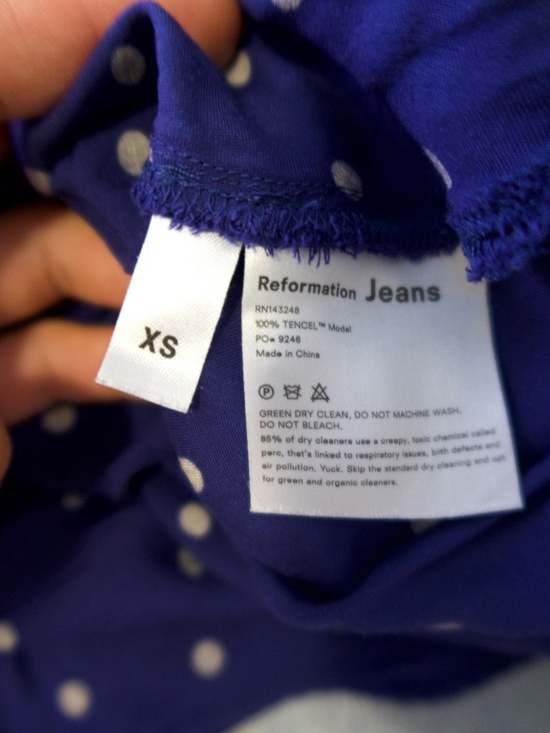 XS
Reformation Jeans
RN143248
100% TENCEL™ Modal
PO# 9246
Made in China
P
GREEN DRY CLEAN, DO NOT MACHINE WASH,
DO NOT BLEACH.
85% of dry cleaners use a creepy, toxic chemical called
perc, that's linked to respiratory issues, birth defects and
air pollution. Yuck. Skip the standard dry cleaning and opt
for green and organic cleaners.